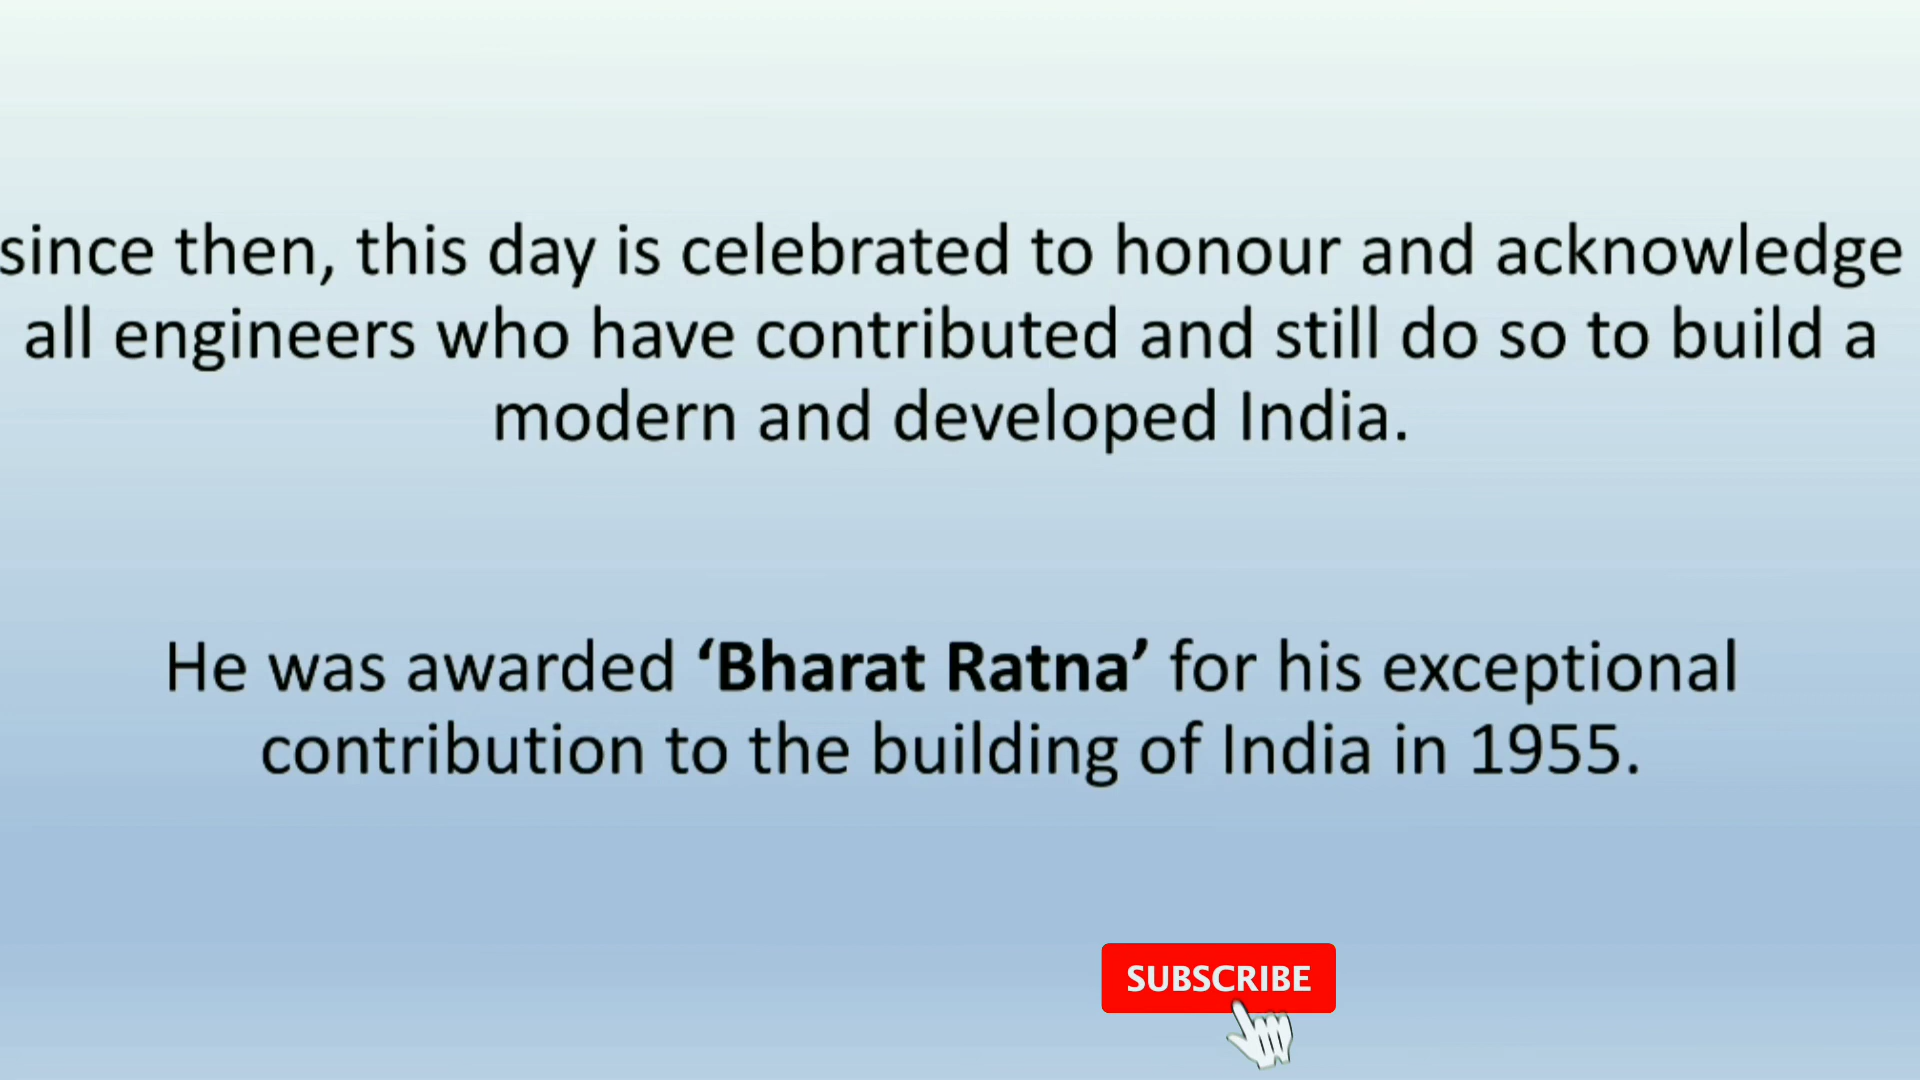 since then, this day is celebrated to honour and acknowledge
all engineers who have contributed and still do so to build a
modern and developed India.
He was awarded ‘Bharat Ratna’ for his exceptional
contribution to the building of India in 1955.
SUBSCRIBE